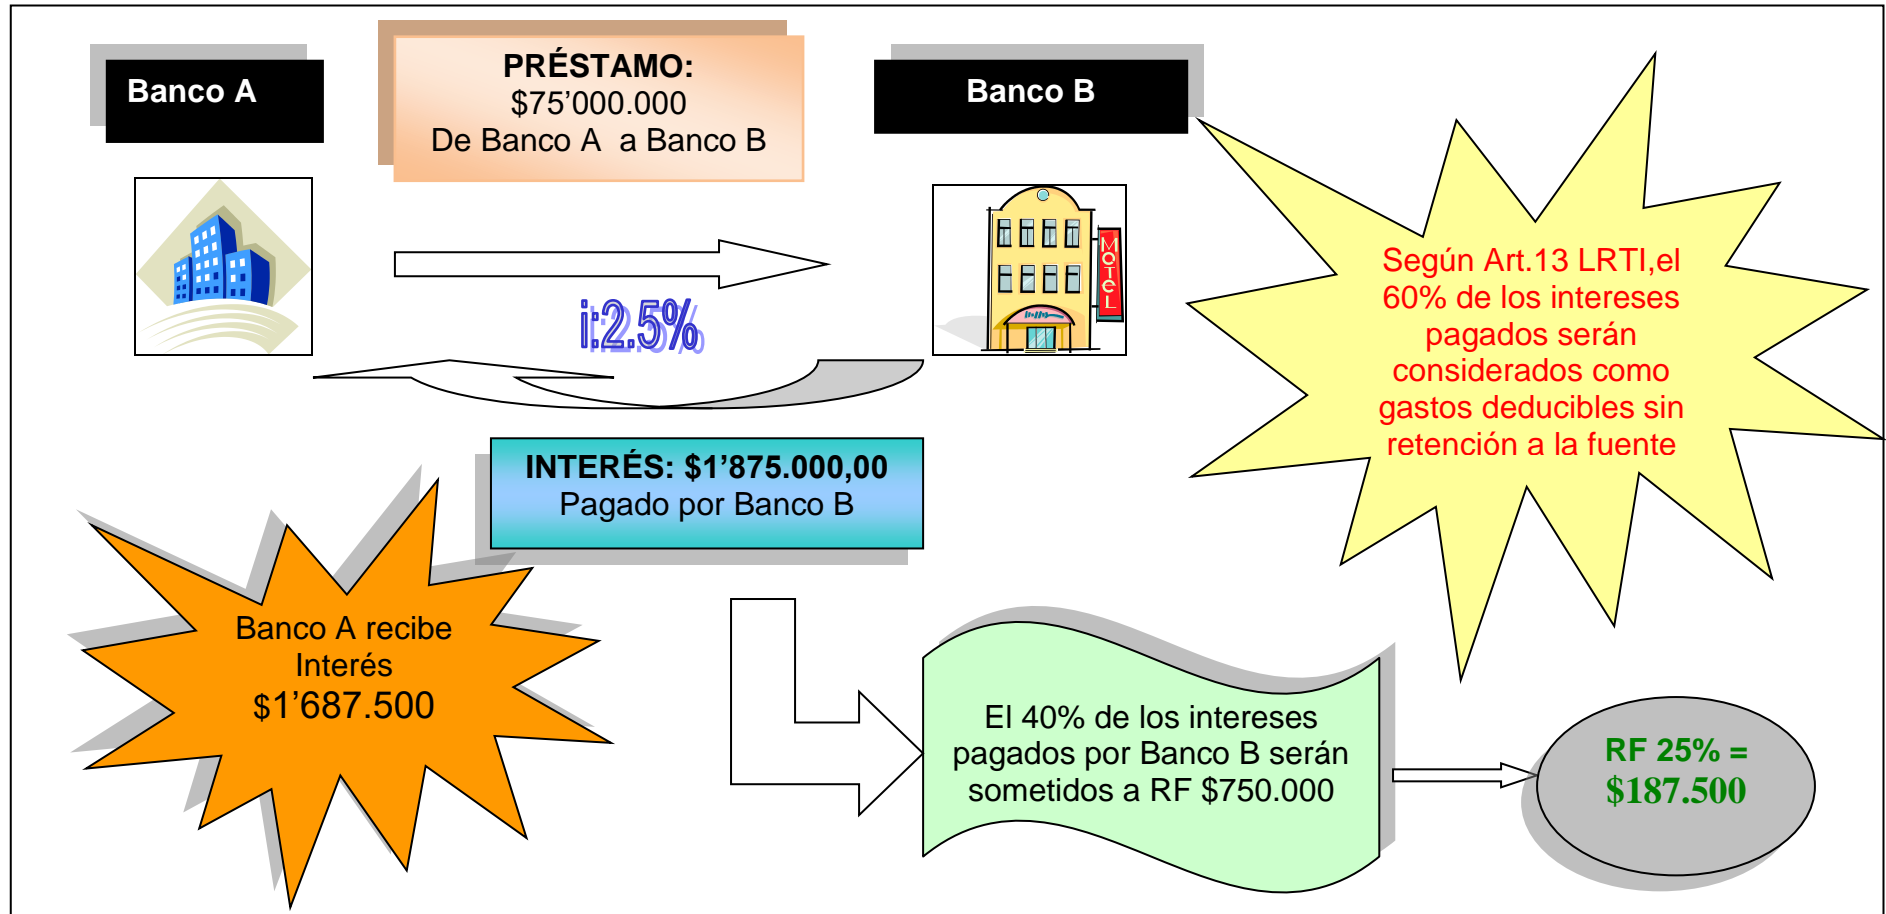 Banco A
PRÉSTAMO:
$75’000.000
De Banco A a Banco B
Banco B
MOTEL
i:2.5%
Según Art.13 LRTI,el
60% de los intereses
pagados serán
considerados como
gastos deducibles sin
retención a la fuente
INTERÉS: $1’875.000,00
Pagado por Banco B
Banco A recibe
Interés
$1’687.500
El 40% de los intereses
pagados por Banco B serán
sometidos a RF $750.000
RF 25% =
$187.500